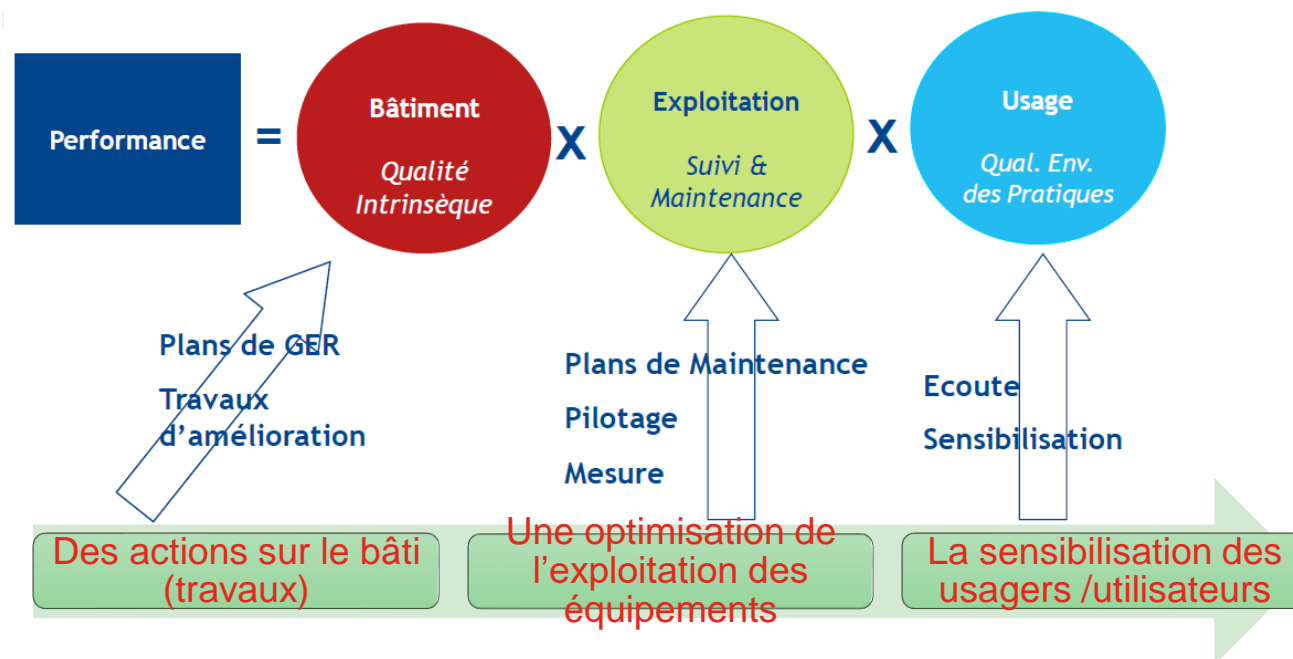 Performance
=
Bâtiment
Qualité
Intrinsèque
X
Exploitation
Suivi &
Maintenance
X
Usage
Qual. Env.
des Pratiques
Plans de GER
Travaux
d'amélioration
Plans de Maintenance
Pilotage
Mesure
Ecoute
Sensibilisation
Des actions sur le bâti
(travaux)
Une optimisation de
l'exploitation des
équipements
La sensibilisation des
usagers /utilisateurs